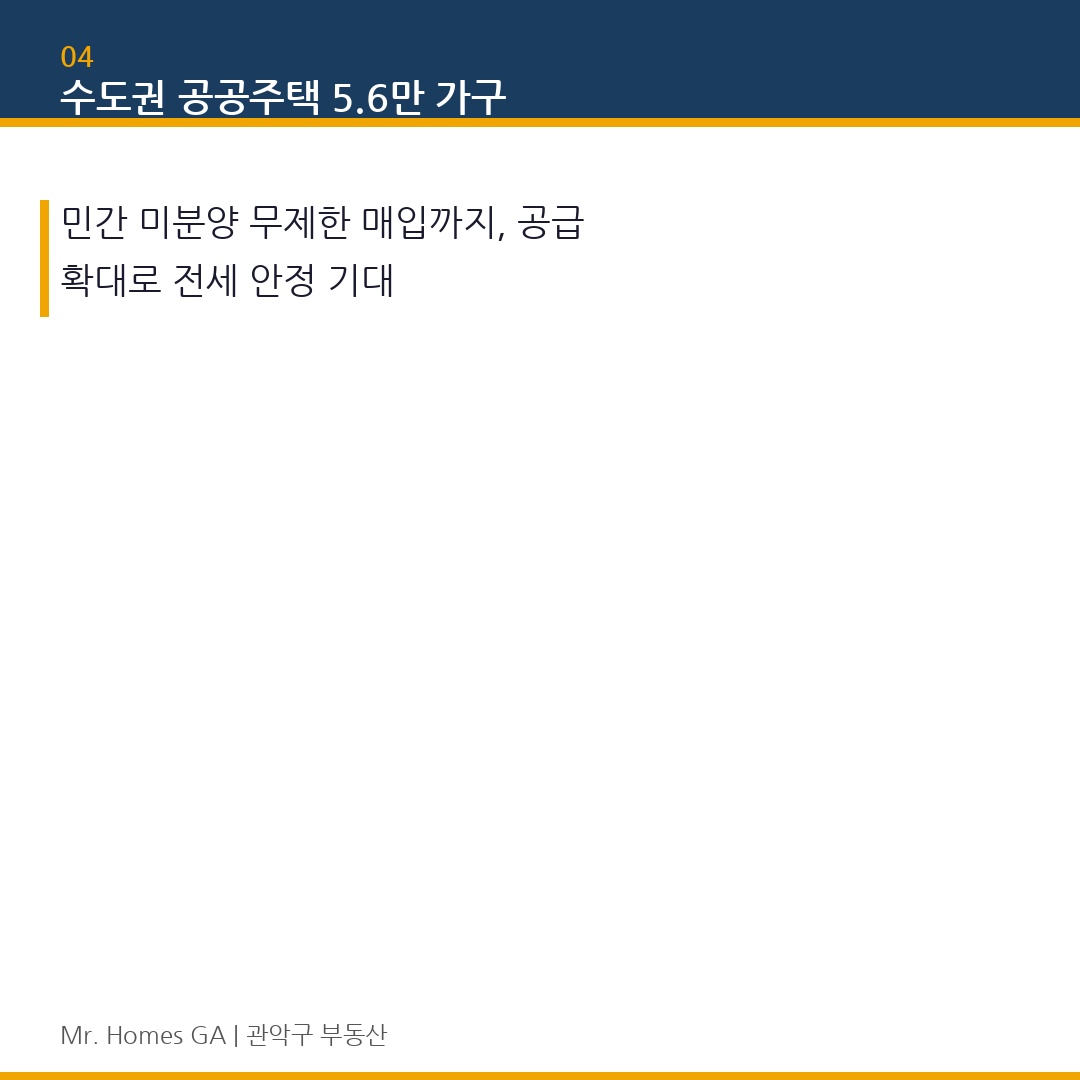 04
수도권 공공주택 5.6만 가구
민간 미분양 무제한 매입까지, 공급
확대로 전세 안정 기대
Mr. Homes GA | 관악구 부동산